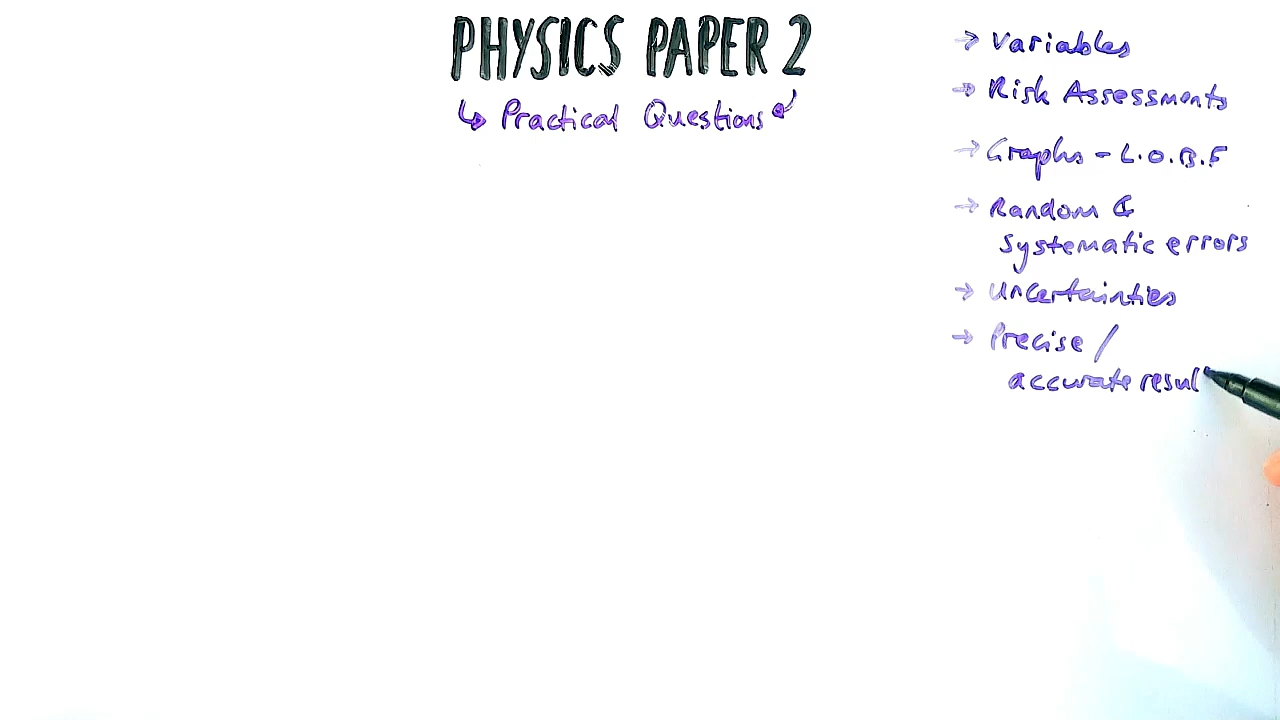 PHYSICS PAPER 2
↳ Practical Questions ↲
→ Variables
→ Risk Assessments
→ Graphs - L.O.B.F
→ Random &
systematic errors
→ Uncertainties
→ Precise /
accurate resul